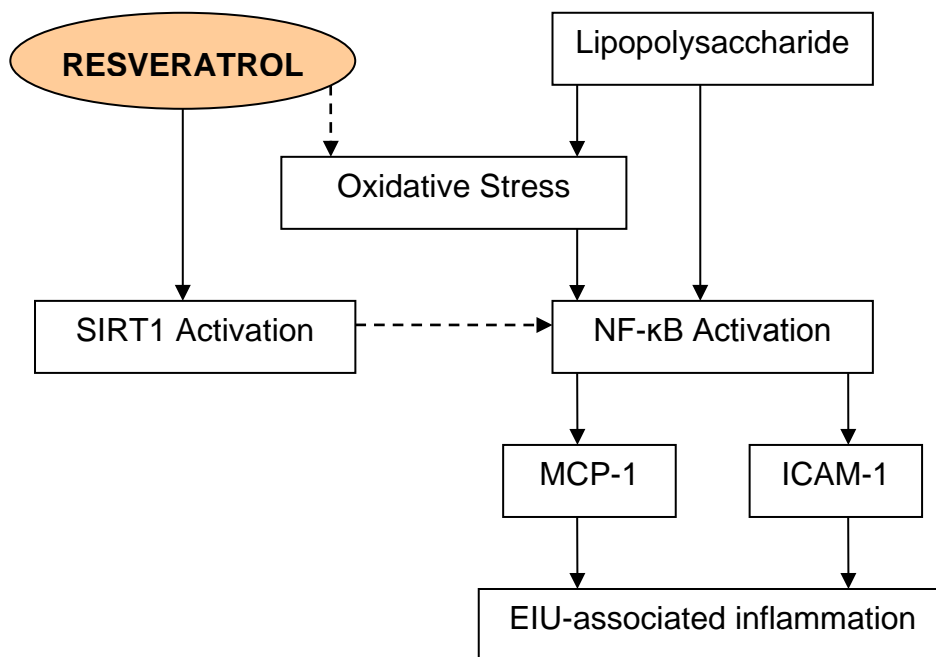 RESVERATROL
Lipopolysaccharide
Oxidative Stress
SIRT1 Activation
NF-κB Activation
MCP-1
ICAM-1
EIU-associated inflammation